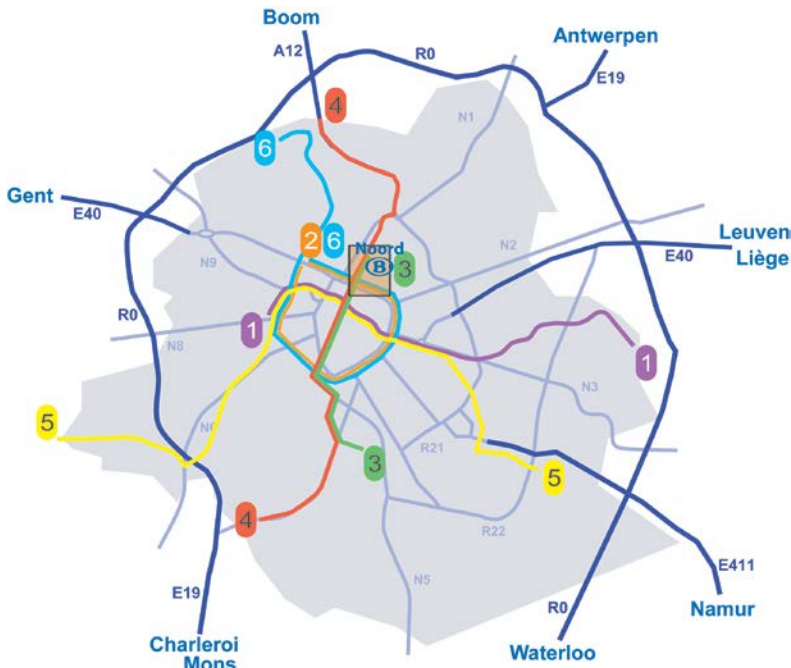 Boom
A12
R0
Antwerpen
E19
4
N1
6
Gent
E40
2 6
Noord
B
3
N2
Leuven
Liège
E40
N9
R0
1
N8
1
N3
5
N6
R21
3
5
4
R22
N5
E19
E411
R0
Namur
Charleroi
Mons
Waterloo